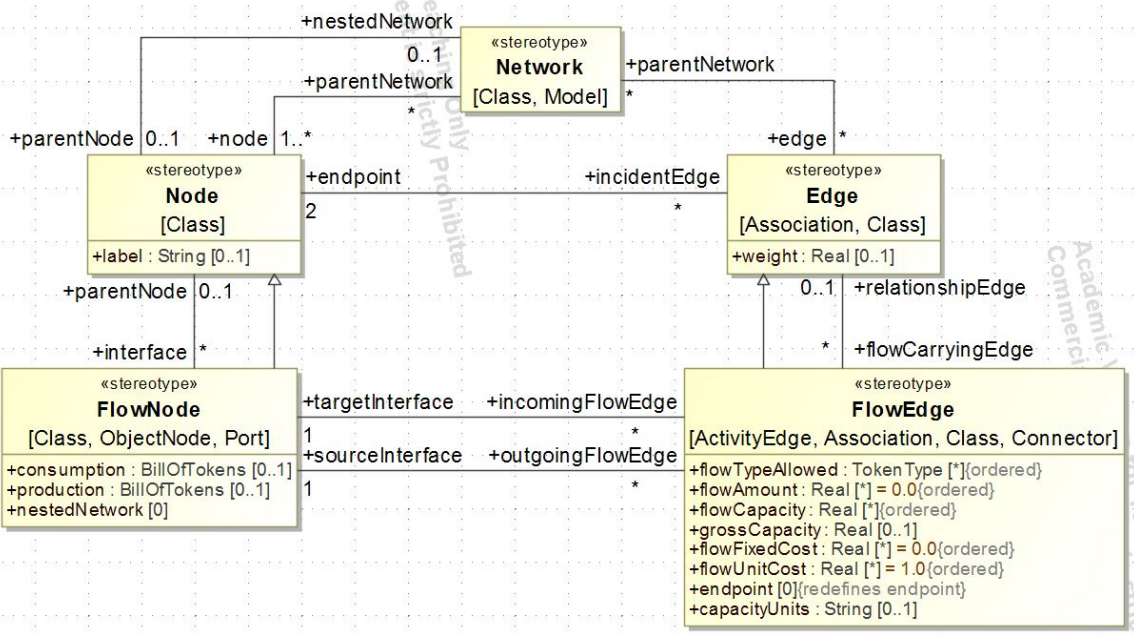 +nestedNetwork
0..1
«stereotype»
Network
[Class, Model]
+parentNetwork
*
+parentNetwork
*
+parentNode 0..1
+node 1..*
+edge *
«stereotype»
Node
[Class]
+label : String [0..1]
+endpoint
2
+incidentEdge
*
«stereotype»
Edge
[Association, Class]
+weight : Real [0..1]
+parentNode 0..1
+interface *
0..1 +relationshipEdge
* +flowCarryingEdge
«stereotype»
FlowNode
[Class, ObjectNode, Port]
+consumption : BillOfTokens [0..1]
+production : BillOfTokens [0..1]
+nestedNetwork [0]
+targetInterface
1
+incomingFlowEdge
*
+sourceInterface
1
+outgoingFlowEdge
*
«stereotype»
FlowEdge
[ActivityEdge, Association, Class, Connector]
+flowTypeAllowed : TokenType [*]{ordered}
+flowAmount : Real [*] = 0.0{ordered}
+flowCapacity : Real [*]{ordered}
+grossCapacity : Real [0..1]
+flowFixedCost : Real [*] = 0.0{ordered}
+flowUnitCost : Real [*] = 1.0{ordered}
+endpoint [0]{redefines endpoint}
+capacityUnits : String [0..1]
Only
strictly Prohibited
Academic